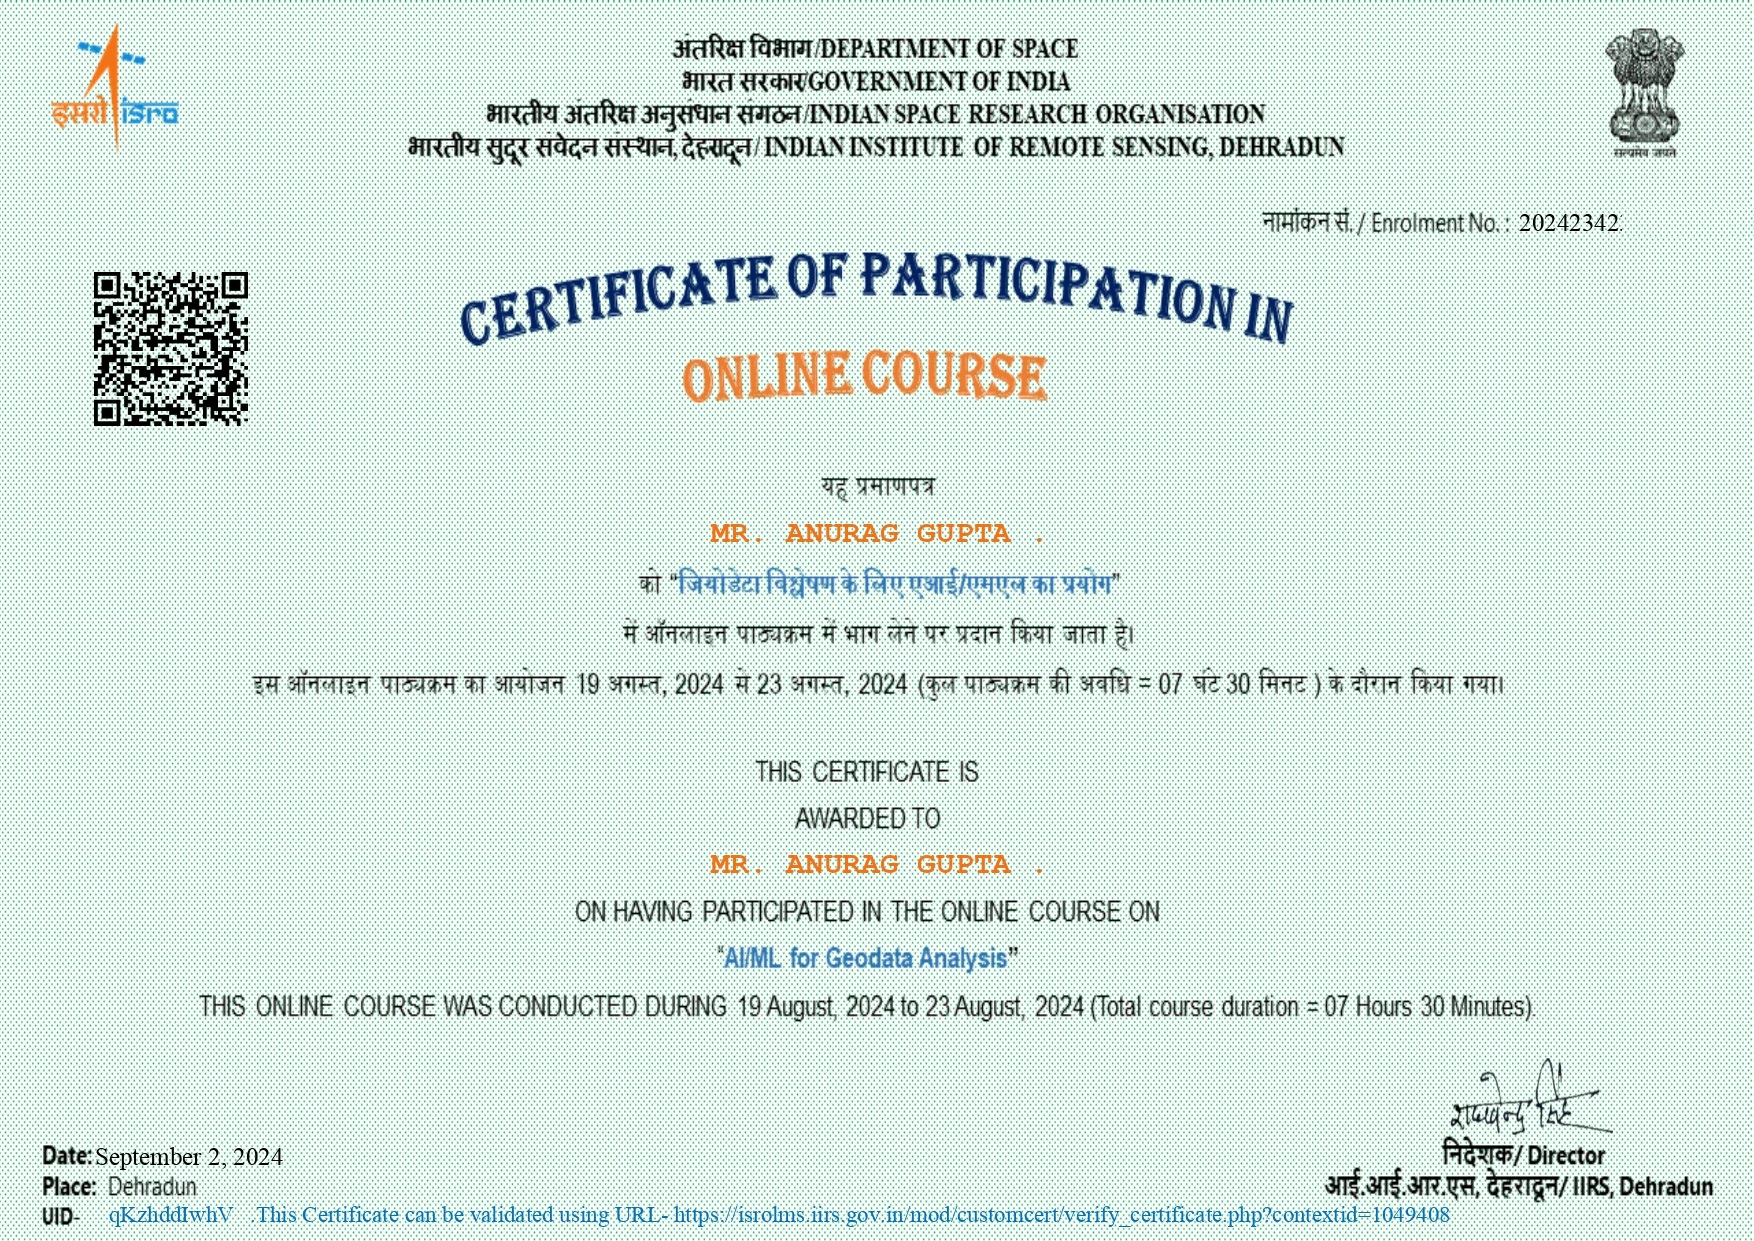 इसरो isro
अंतरिक्ष विभाग/DEPARTMENT OF SPACE
भारत सरकार/GOVERNMENT OF INDIA
भारतीय अंतरिक्ष अनुसंधान संगठन/INDIAN SPACE RESEARCH ORGANISATION
भारतीय सुदूर संवेदन संस्थान, देहरादून/ INDIAN INSTITUTE OF REMOTE SENSING, DEHRADUN
सत्यमेव जयते
नामांकन सं. / Enrolment No. : 20242342.
CERTIFICATE OF PARTICIPATION IN
ONLINE COURSE
यह प्रमाणपत्र
MR. ANURAG GUPTA .
को “जियोडेटा विश्लेषण के लिए एआई/एमएल का प्रयोग”
में ऑनलाइन पाठ्यक्रम में भाग लेने पर प्रदान किया जाता है।
इस ऑनलाइन पाठ्यक्रम का आयोजन 19 अगस्त, 2024 से 23 अगस्त, 2024 (कुल पाठ्यक्रम की अवधि = 07 घंटे 30 मिनट ) के दौरान किया गया।
THIS CERTIFICATE IS
AWARDED TO
MR. ANURAG GUPTA .
ON HAVING PARTICIPATED IN THE ONLINE COURSE ON
“AI/ML for Geodata Analysis”
THIS ONLINE COURSE WAS CONDUCTED DURING 19 August, 2024 to 23 August, 2024 (Total course duration = 07 Hours 30 Minutes).
निदेशक/ Director
आई.आई.आर.एस, देहरादून/ IIRS, Dehradun
Date: September 2, 2024
Place: Dehradun
UID- qKzhddIwhV .This Certificate can be validated using URL- https://isrolms.iirs.gov.in/mod/customcert/verify_certificate.php?contextid=1049408